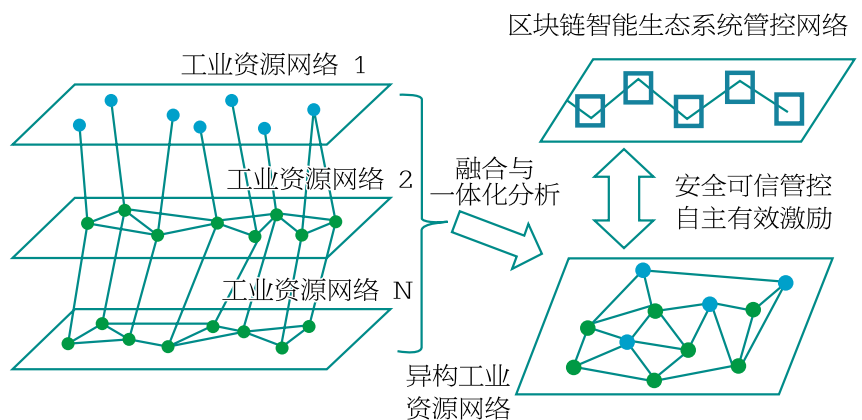 区块链智能生态系统管控网络
工业资源网络 1
工业资源网络 2
融合与
一体化分析
安全可信管控
自主有效激励
工业资源网络 N
异构工业
资源网络